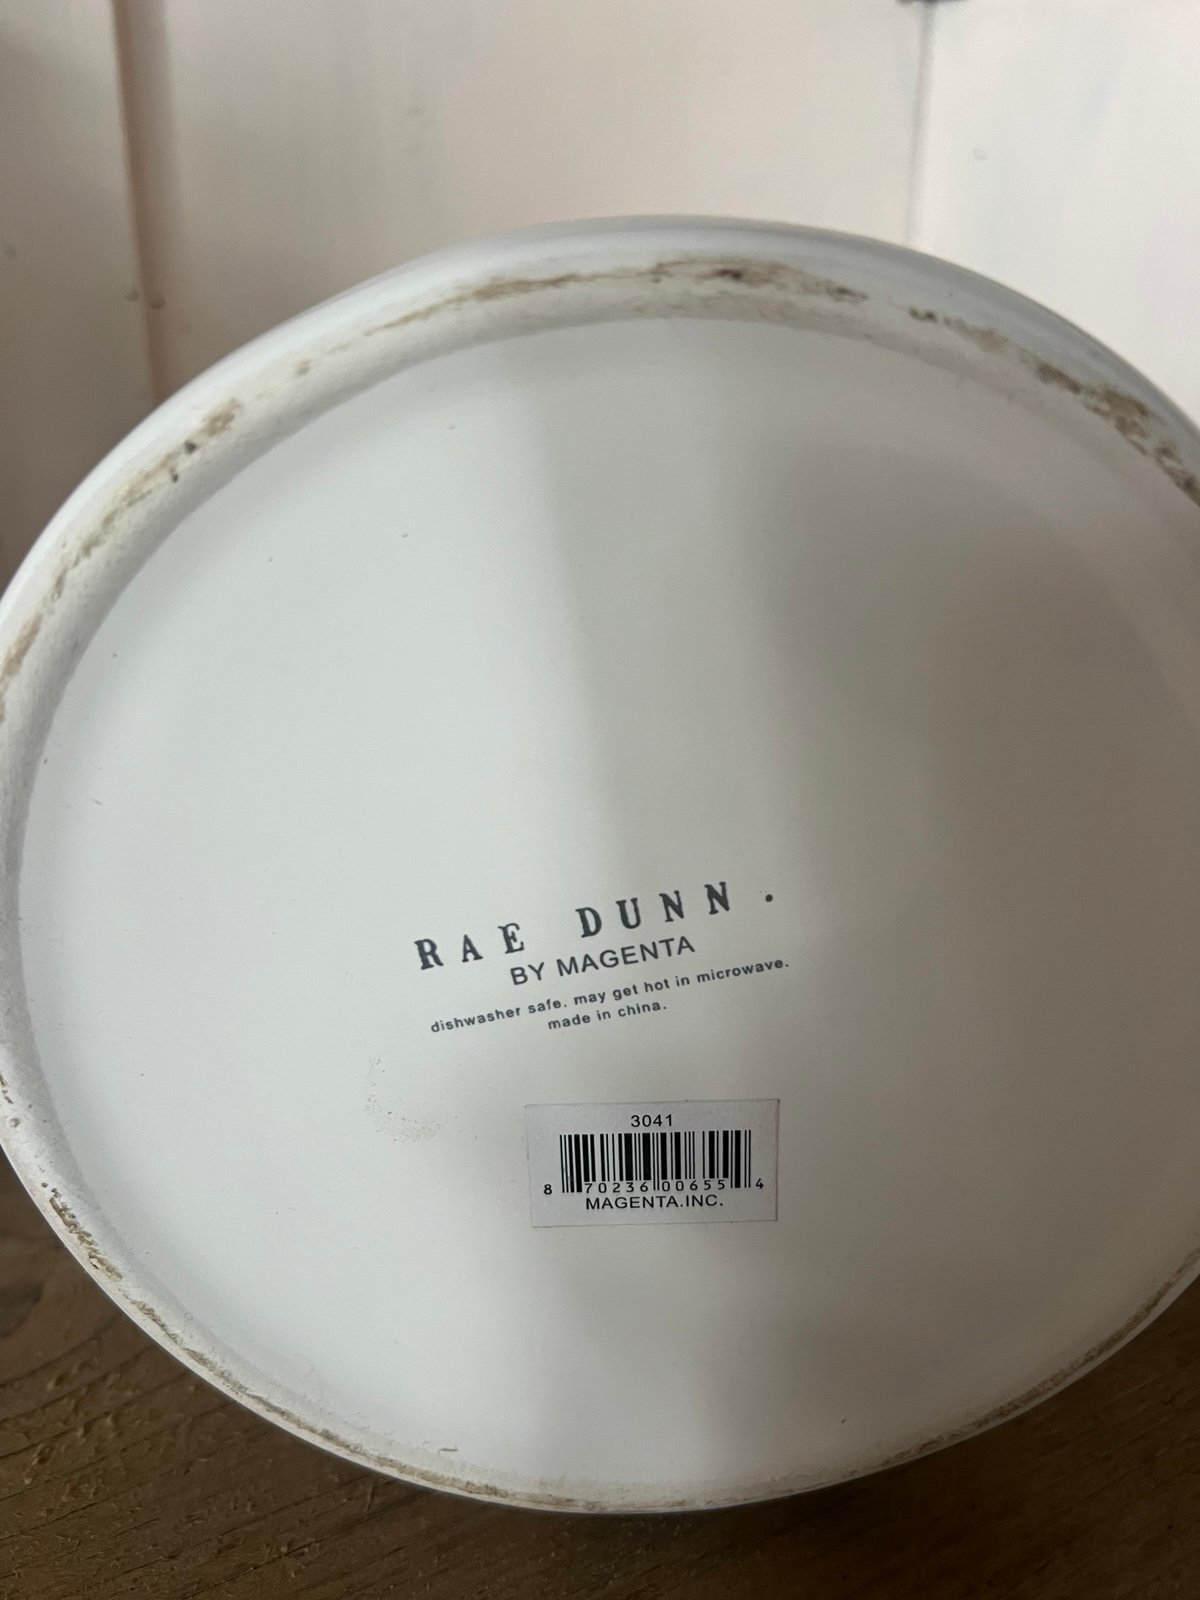 RAE DUNN.
BY MAGENTA
dishwasher safe. may get hot in microwave.
made in china.
3041
8 70236 00655 4
MAGENTA.INC.